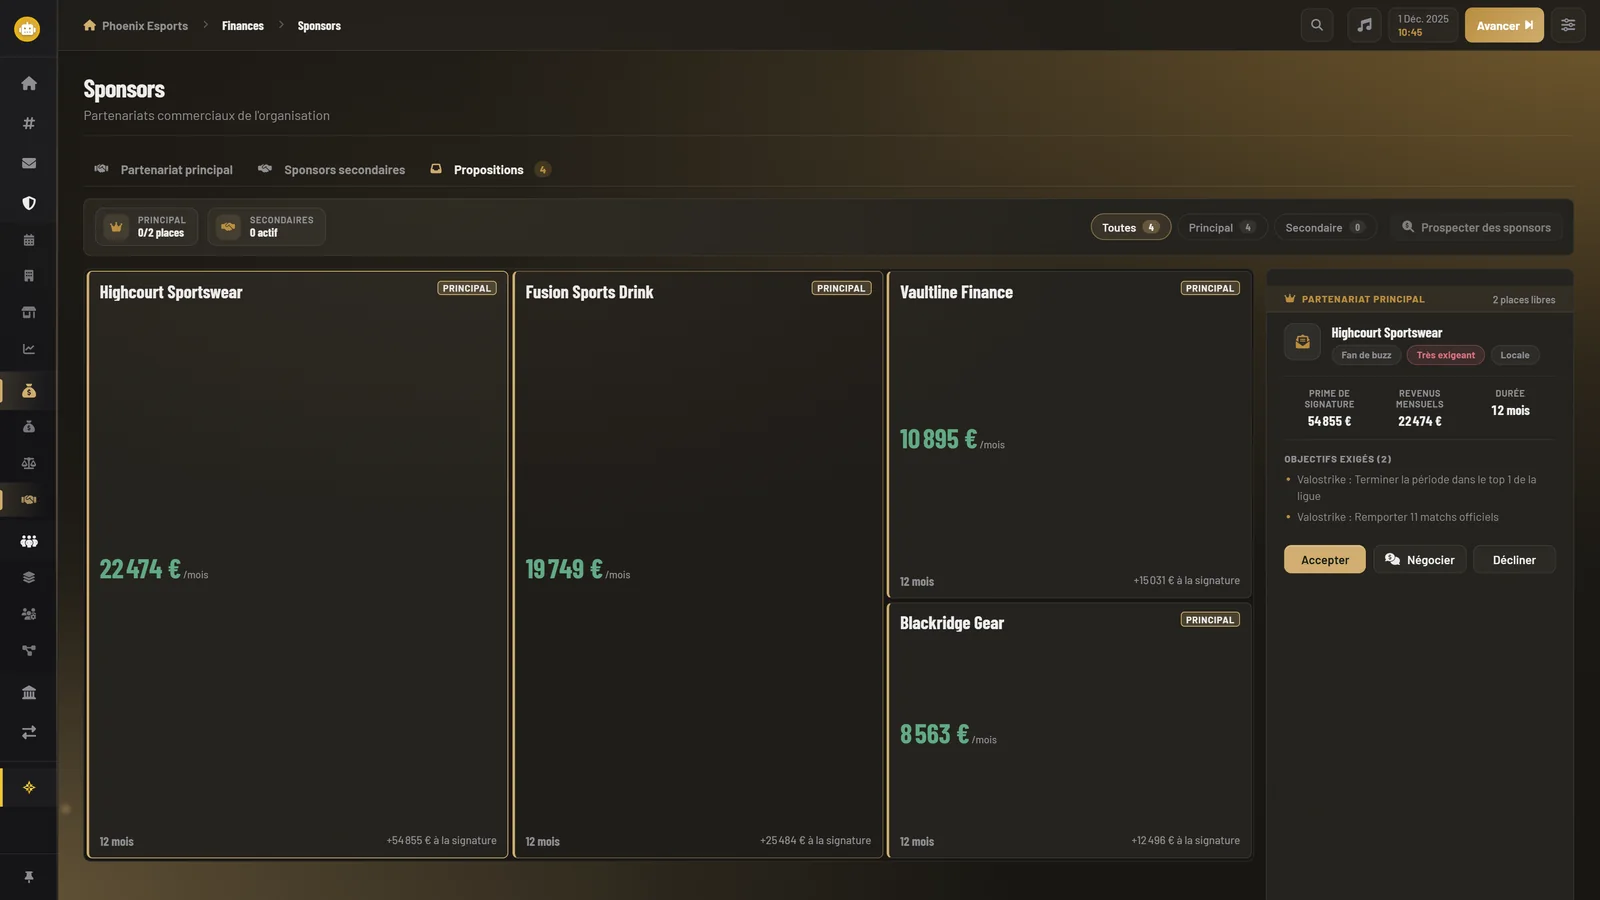 Phoenix Esports
Finances
Sponsors
1 Déc. 2025
10:45
Avancer
Sponsors
Partenariats commerciaux de l'organisation
Partenariat principal
Sponsors secondaires
Propositions
4
PRINCIPAL
0/2 places
SECONDAIRES
0 actif
Toutes 4
Principal 4
Secondaire 0
Prospecter des sponsors
Highcourt Sportswear
PRINCIPAL
22 474 € /mois
12 mois
+54 855 € à la signature
Fusion Sports Drink
PRINCIPAL
19 749 € /mois
12 mois
+25 484 € à la signature
Vaultline Finance
PRINCIPAL
10 895 € /mois
12 mois
+15 031 € à la signature
Blackridge Gear
PRINCIPAL
8 563 € /mois
12 mois
+12 496 € à la signature
PARTENARIAT PRINCIPAL
2 places libres
Highcourt Sportswear
Fan de buzz
Très exigeant
Locale
PRIME DE
SIGNATURE
54 855 €
REVENUS
MENSUELS
22 474 €
DURÉE
12 mois
OBJECTIFS EXIGÉS (2)
• Valostrike : Terminer la période dans le top 1 de la
ligue
• Valostrike : Remporter 11 matchs officiels
Accepter
Négocier
Décliner